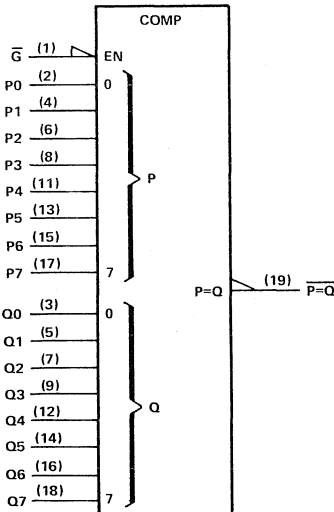 COMP
G̅ (1) EN
P0 (2) 0
P1 (4)
P2 (6)
P3 (8)
P4 (11)
P
P5 (13)
P6 (15)
P7 (17) 7
P=Q (19) P̅=̅Q̅
Q0 (3) 0
Q1 (5)
Q2 (7)
Q3 (9)
Q4 (12)
Q
Q5 (14)
Q6 (16)
Q7 (18) 7